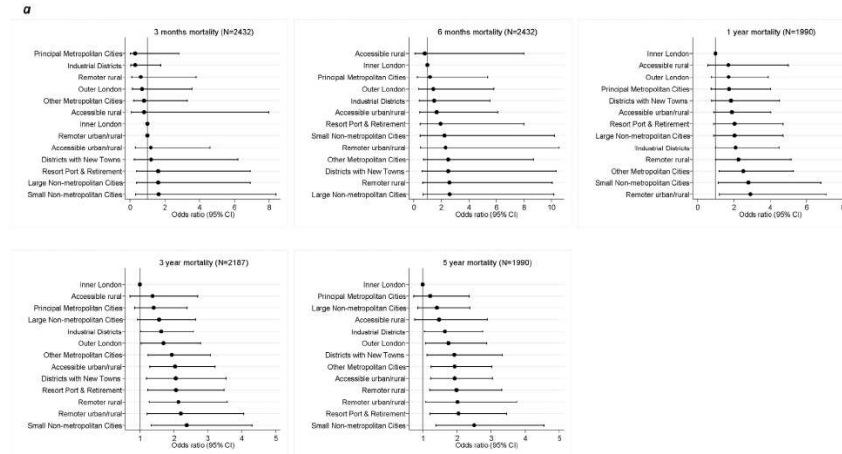 a
3 months mortality (N=2432)
Principal Metropolitan Cities
Industrial Districts
Remoter rural
Outer London
Other Metropolitan Cities
Accessible rural
Inner London
Remoter urban/rural
Accessible urban/rural
Districts with New Towns
Resort Port & Retirement
Large Non-metropolitan Cities
Small Non-metropolitan Cities
0 2 4 6 8
Odds ratio (95% CI)
6 months mortality (N=2432)
Accessible rural
Inner London
Principal Metropolitan Cities
Outer London
Industrial Districts
Accessible urban/rural
Resort Port & Retirement
Small Non-metropolitan Cities
Remoter urban/rural
Other Metropolitan Cities
Districts with New Towns
Remoter rural
Large Non-metropolitan Cities
0 2 4 6 8 10
Odds ratio (95% CI)
1 year mortality (N=1990)
Inner London
Accessible rural
Outer London
Principal Metropolitan Cities
Districts with New Towns
Accessible urban/rural
Resort Port & Retirement
Large Non-metropolitan Cities
Industrial Districts
Remoter rural
Other Metropolitan Cities
Small Non-metropolitan Cities
Remoter urban/rural
0 2 4 6 8
Odds ratio (95% CI)
3 year mortality (N=2187)
Inner London
Accessible rural
Principal Metropolitan Cities
Large Non-metropolitan Cities
Industrial Districts
Outer London
Other Metropolitan Cities
Accessible urban/rural
Districts with New Towns
Resort Port & Retirement
Remoter rural
Remoter urban/rural
Small Non-metropolitan Cities
1 2 3 4 5
Odds ratio (95% CI)
5 year mortality (N=1990)
Inner London
Principal Metropolitan Cities
Large Non-metropolitan Cities
Accessible rural
Industrial Districts
Outer London
Districts with New Towns
Other Metropolitan Cities
Accessible urban/rural
Remoter rural
Remoter urban/rural
Resort Port & Retirement
Small Non-metropolitan Cities
1 2 3 4 5
Odds ratio (95% CI)